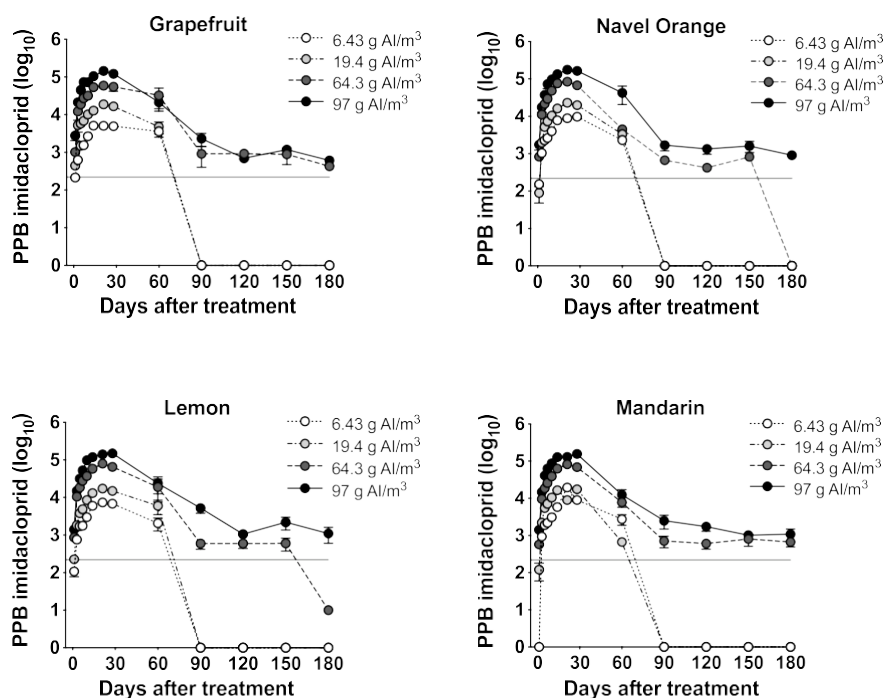 Grapefruit
PPB imidacloprid (log10)
6
5
4
3
2
1
0
0 30 60 90 120 150 180
Days after treatment
6.43 g AI/m3
19.4 g AI/m3
64.3 g AI/m3
97 g AI/m3
Navel Orange
PPB imidacloprid (log10)
6
5
4
3
2
1
0
0 30 60 90 120 150 180
Days after treatment
6.43 g AI/m3
19.4 g AI/m3
64.3 g AI/m3
97 g AI/m3
Lemon
PPB imidacloprid (log10)
6
5
4
3
2
1
0
0 30 60 90 120 150 180
Days after treatment
6.43 g AI/m3
19.4 g AI/m3
64.3 g AI/m3
97 g AI/m3
Mandarin
PPB imidacloprid (log10)
6
5
4
3
2
1
0
0 30 60 90 120 150 180
Days after treatment
6.43 g AI/m3
19.4 g AI/m3
64.3 g AI/m3
97 g AI/m3